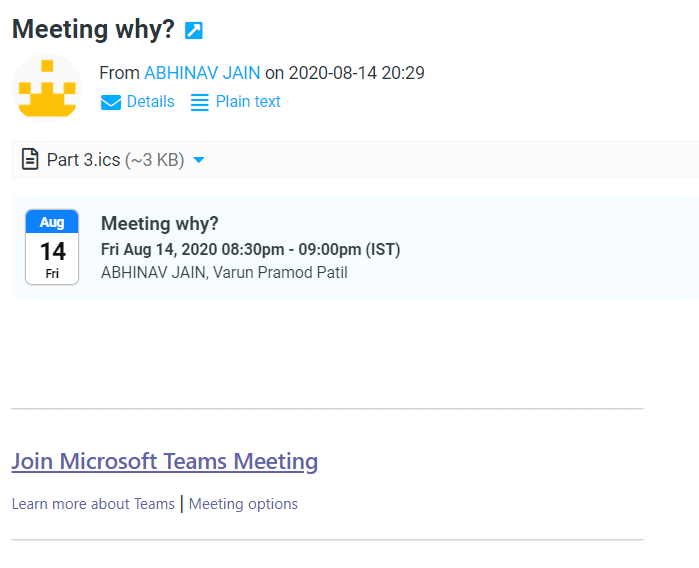 Meeting why?
From ABHINAV JAIN on 2020-08-14 20:29
Details Plain text
Part 3.ics (~3 KB)
Aug
14
Fri
Meeting why?
Fri Aug 14, 2020 08:30pm - 09:00pm (IST)
ABHINAV JAIN, Varun Pramod Patil
Join Microsoft Teams Meeting
Learn more about Teams | Meeting options